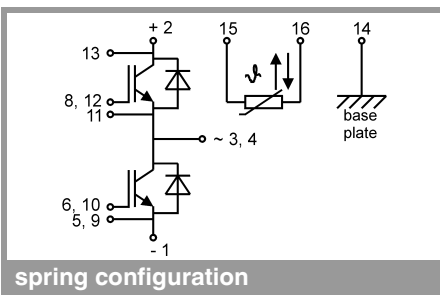 + 2
15
16
14
13
ϑ
8, 12
11
base
plate
~ 3, 4
6, 10
5, 9
- 1
spring configuration